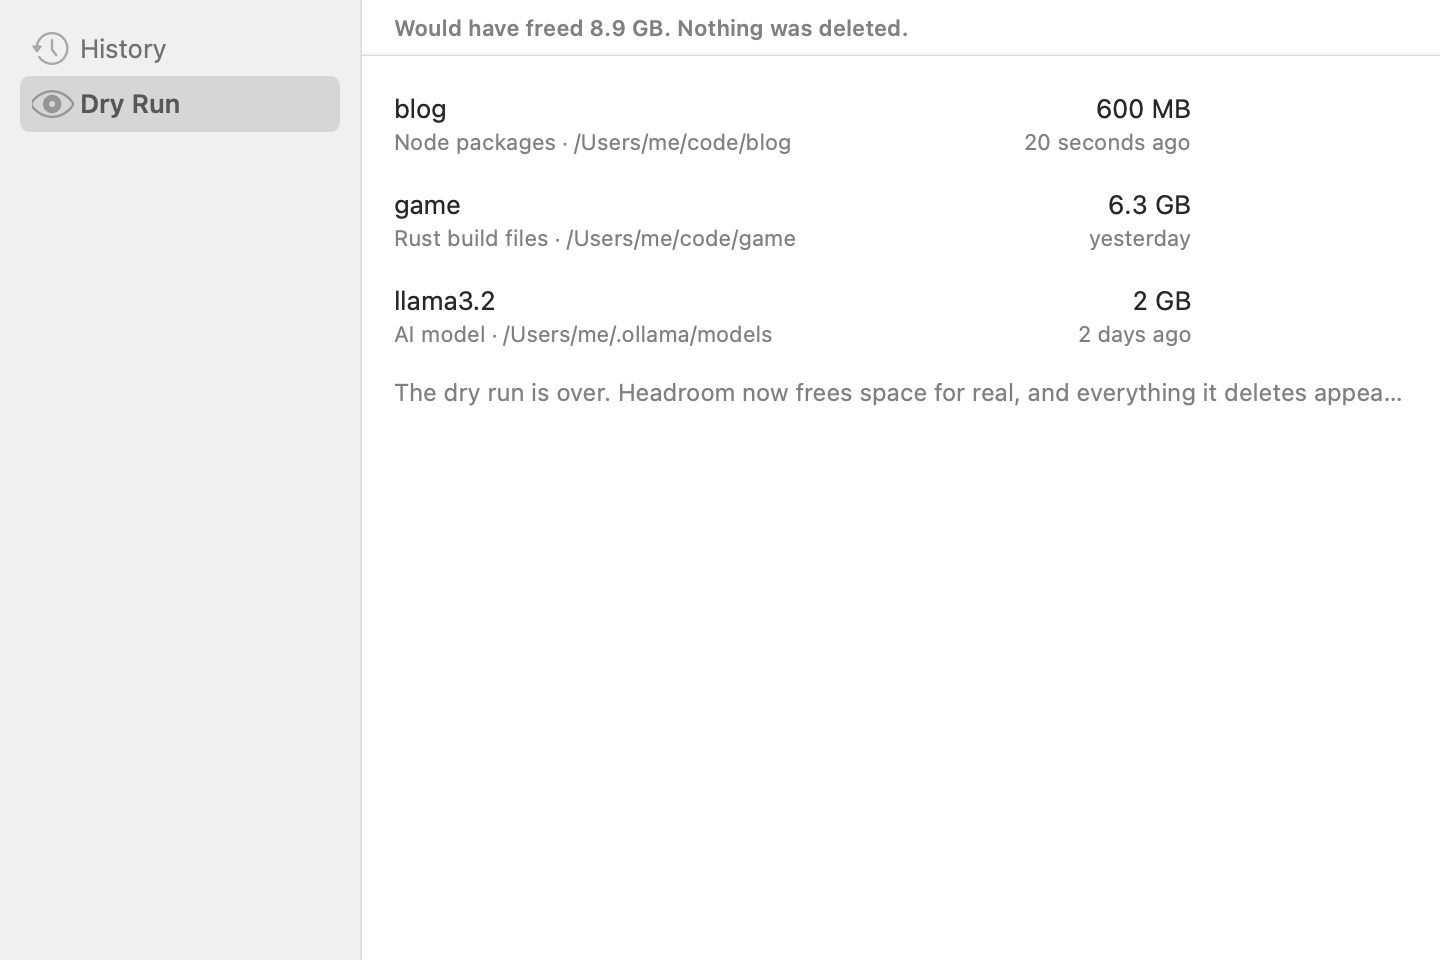 History
Dry Run
Would have freed 8.9 GB. Nothing was deleted.
blog
600 MB
Node packages · /Users/me/code/blog
20 seconds ago
game
6.3 GB
Rust build files · /Users/me/code/game
yesterday
llama3.2
2 GB
AI model · /Users/me/.ollama/models
2 days ago
The dry run is over. Headroom now frees space for real, and everything it deletes appea...